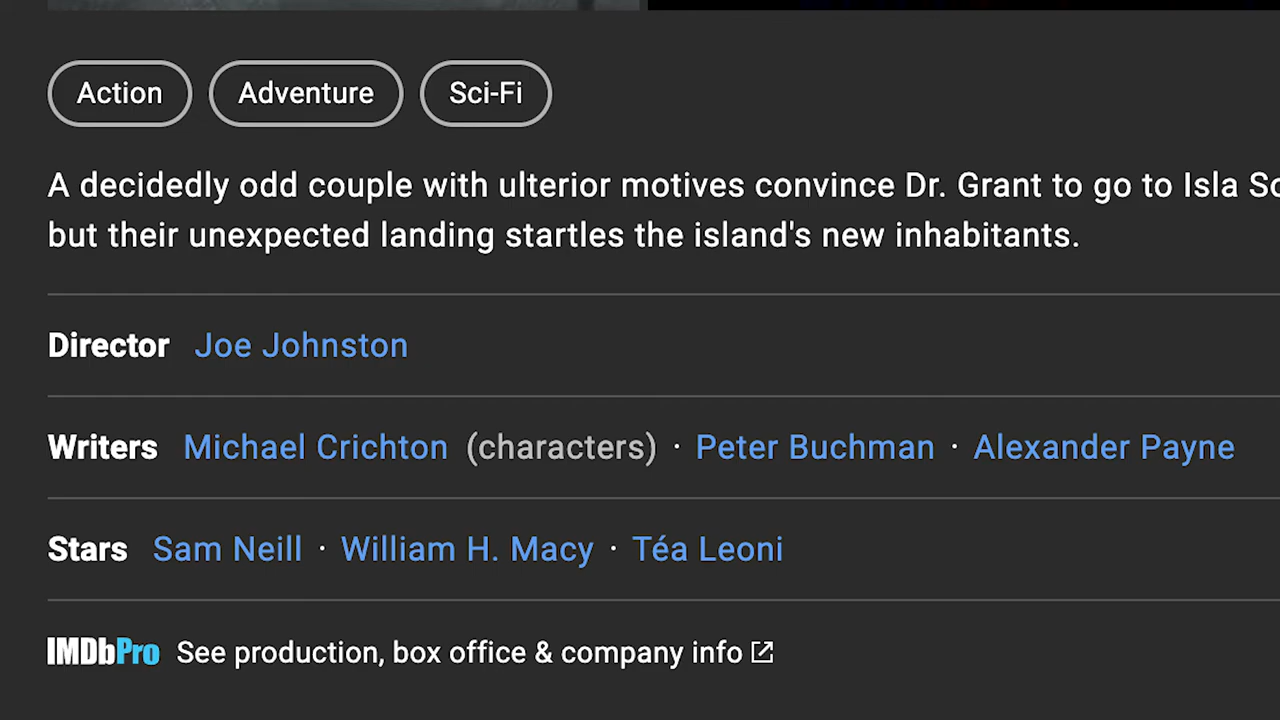 Action Adventure Sci-Fi
A decidedly odd couple with ulterior motives convince Dr. Grant to go to Isla
but their unexpected landing startles the island's new inhabitants.
Director Joe Johnston
Writers Michael Crichton (characters) · Peter Buchman · Alexander Payne
Stars Sam Neill · William H. Macy · Téa Leoni
IMDbPro See production, box office & company info